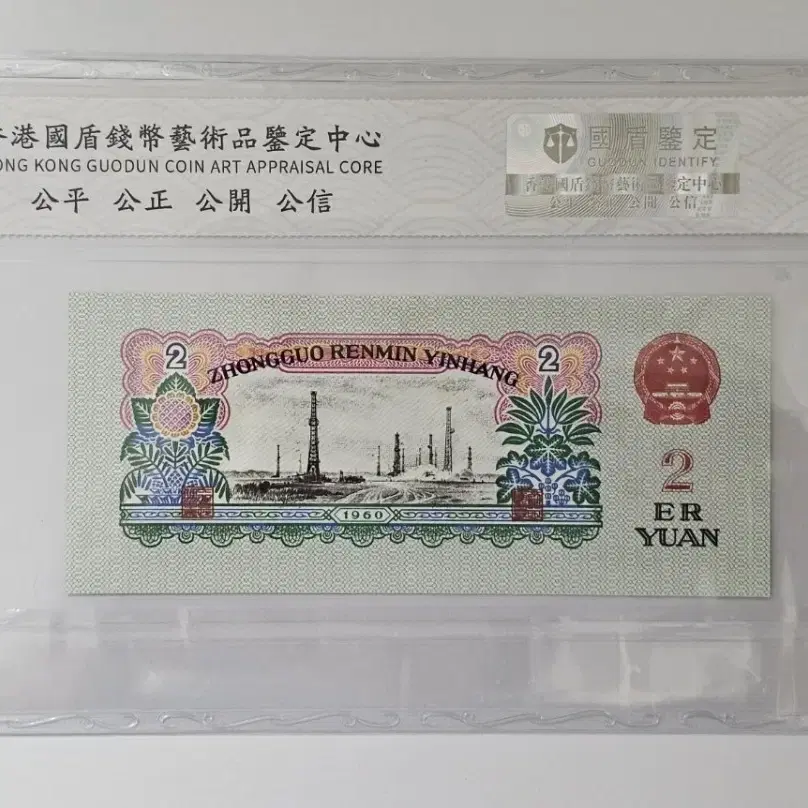 港國盾錢幣藝術品鑒定中心
ONG KONG GUODUN COIN ART APPRAISAL CORE
公平 公正 公開 公信
國盾鑒定
GUODUN IDENTIFY
2
ZHONGGUO RENMIN YINHANG
2
1960
2
ER
YUAN